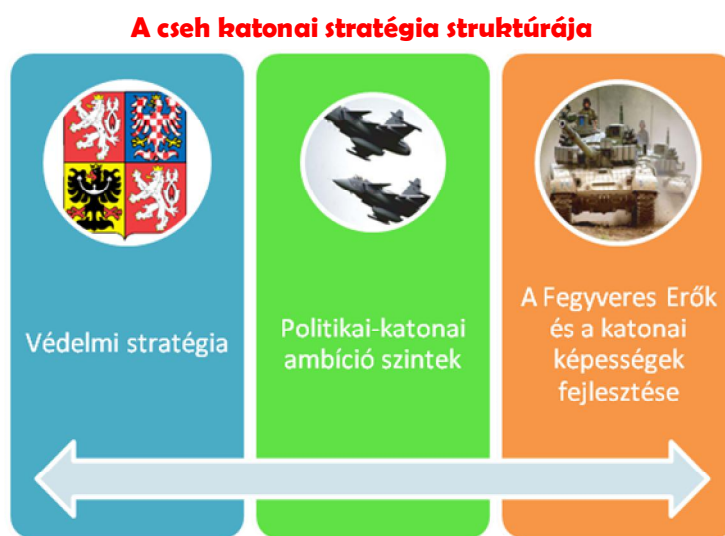 A cseh katonai stratégia struktúrája
Védelmi stratégia
Politikai-katonai
ambíció szintek
A Fegyveres Erők
és a katonai
képességek
fejlesztése